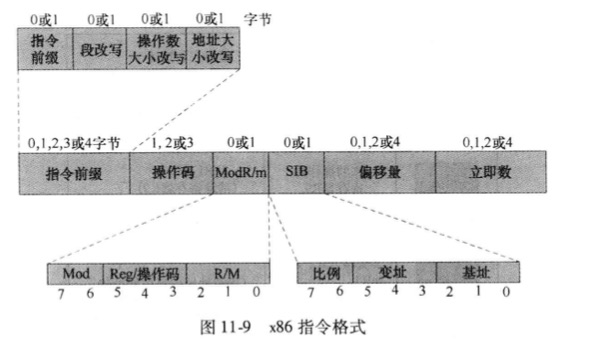 0或1 0或1 0或1 0或1 字节
指令前缀 段改写 操作数大小改与 地址大小改写
0,1,2,3或4字节 1, 2或3 0或1 0或1 0,1,2或4 0,1,2或4
指令前缀 操作码 ModR/m SIB 偏移量 立即数
Mod Reg/操作码 R/M 比例 变址 基址
7 6 5 4 3 2 1 0 7 6 5 4 3 2 1 0
图 11-9 x86 指令格式